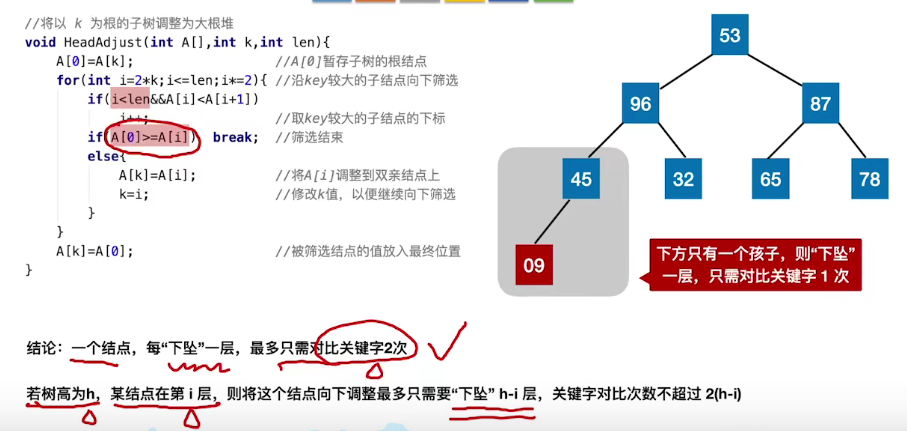 //将以 k 为根的子树调整为大根堆
void HeadAdjust(int A[],int k,int len){
A[0]=A[k]; //A[0]暂存子树的根结点
for(int i=2*k;i<=len;i*=2){ //沿key较大的子结点向下筛选
if(i<len&&A[i]<A[i+1])
i++; //取key较大的子结点的下标
if(A[0]>=A[i]) break; //筛选结束
else{
A[k]=A[i]; //将A[i]调整到双亲结点上
k=i; //修改k值，以便继续向下筛选
}
}
A[k]=A[0]; //被筛选结点的值放入最终位置
}
53
96 87
45 32 65 78
09
下方只有一个孩子，则“下坠”
一层，只需对比关键字 1 次
结论：一个结点，每“下坠”一层，最多只需对比关键字2次
若树高为h，某结点在第 i 层，则将这个结点向下调整最多只需要“下坠” h-i 层，关键字对比次数不超过 2(h-i)